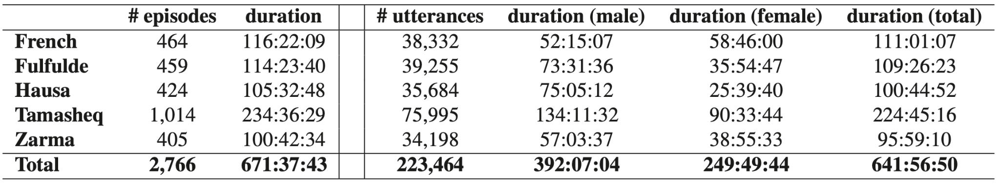 # episodes duration # utterances duration (male) duration (female) duration (total)
French 464 116:22:09 38,332 52:15:07 58:46:00 111:01:07
Fulfulde 459 114:23:40 39,255 73:31:36 35:54:47 109:26:23
Hausa 424 105:32:48 35,684 75:05:12 25:39:40 100:44:52
Tamasheq 1,014 234:36:29 75,995 134:11:32 90:33:44 224:45:16
Zarma 405 100:42:34 34,198 57:03:37 38:55:33 95:59:10
Total 2,766 671:37:43 223,464 392:07:04 249:49:44 641:56:50